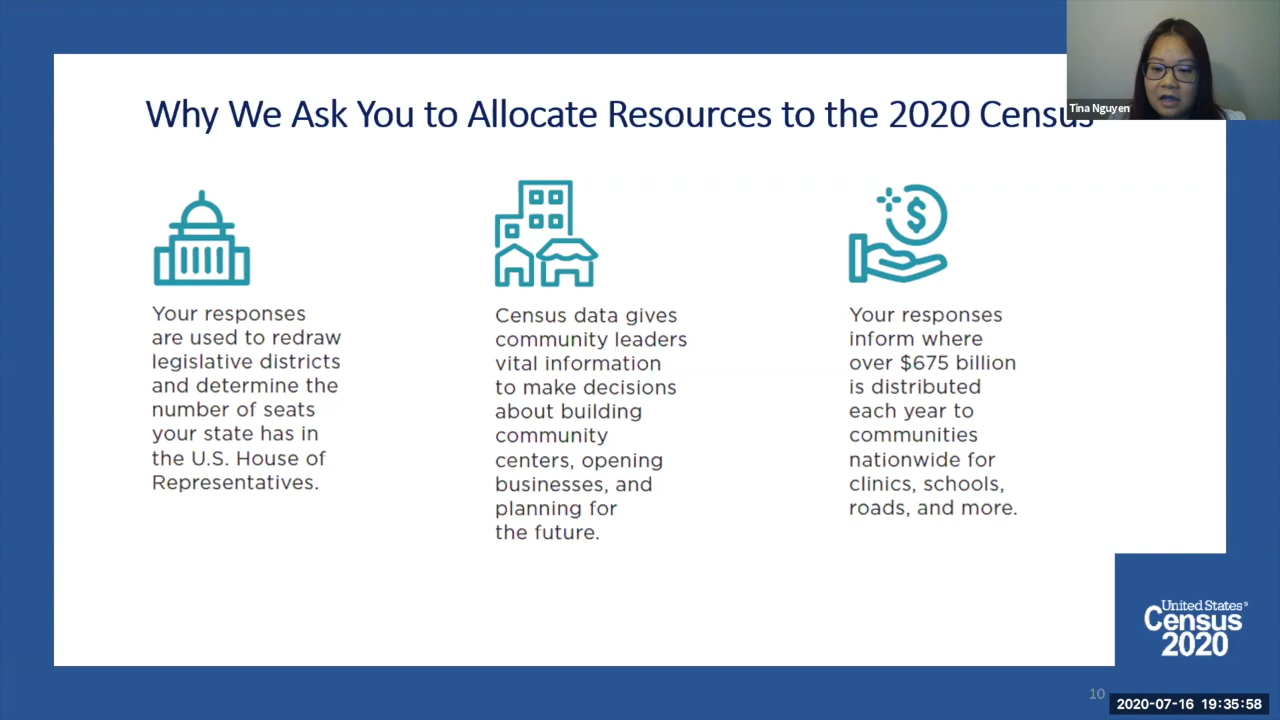 Why We Ask You to Allocate Resources to the 2020 Census
Tina Nguyen
Your responses
are used to redraw
legislative districts
and determine the
number of seats
your state has in
the U.S. House of
Representatives.
Census data gives
community leaders
vital information
to make decisions
about building
community
centers, opening
businesses, and
planning for
the future.
$
Your responses
inform where
over $675 billion
is distributed
each year to
communities
nationwide for
clinics, schools,
roads, and more.
United States®
Census
2020
10
2020-07-16 19:35:58